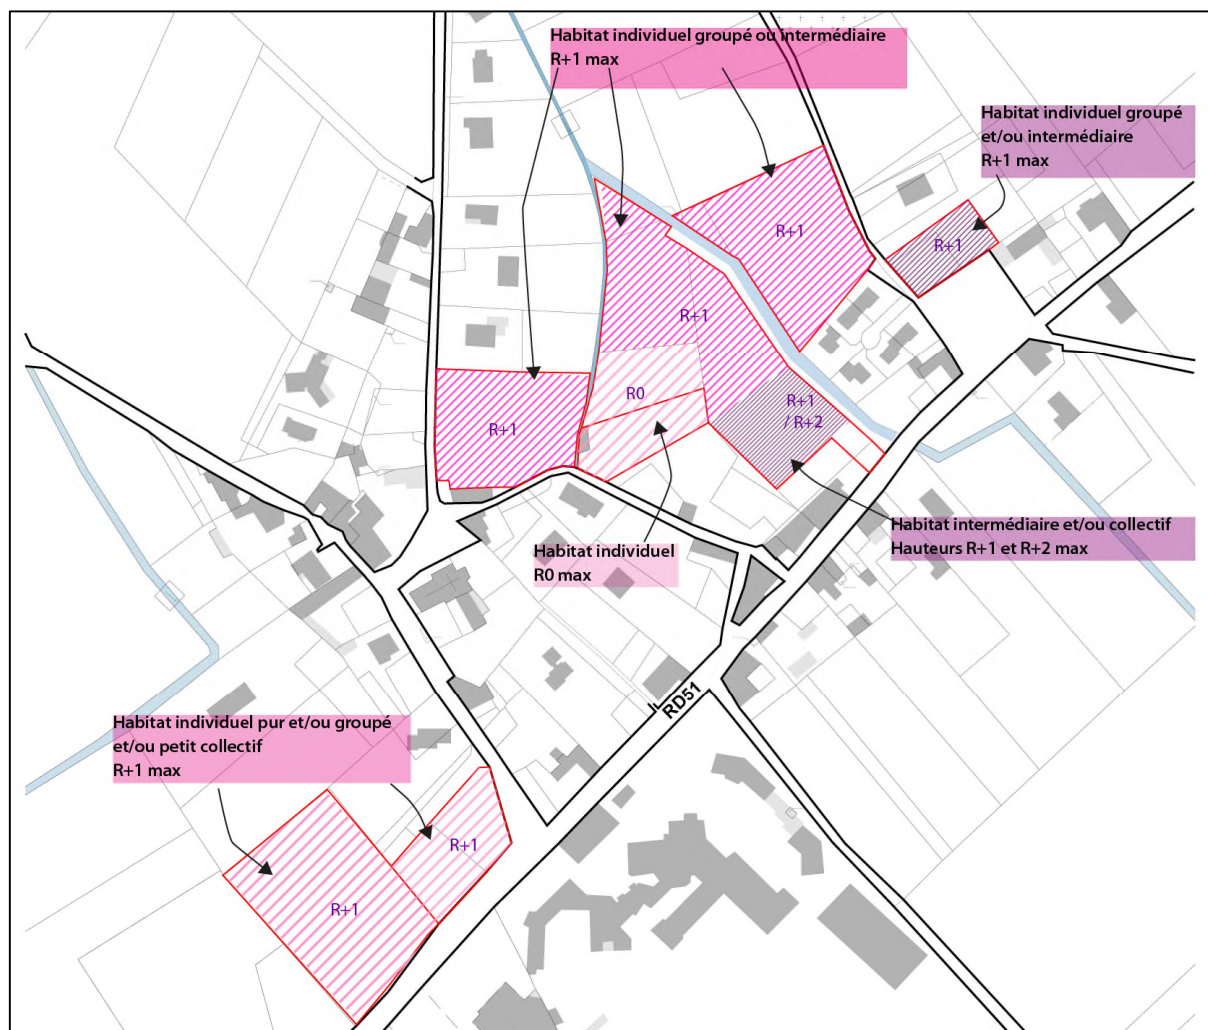 Habitat individuel groupé ou intermédiaire
R+1 max
Habitat individuel groupé
et/ou intermédiaire
R+1 max
R+1
R+1
R+1
R0
R+1
/ R+2
R+1
Habitat intermédiaire et/ou collectif
Hauteurs R+1 et R+2 max
Habitat individuel
R0 max
RD51
Habitat individuel pur et/ou groupé
et/ou petit collectif
R+1 max
R+1
R+1